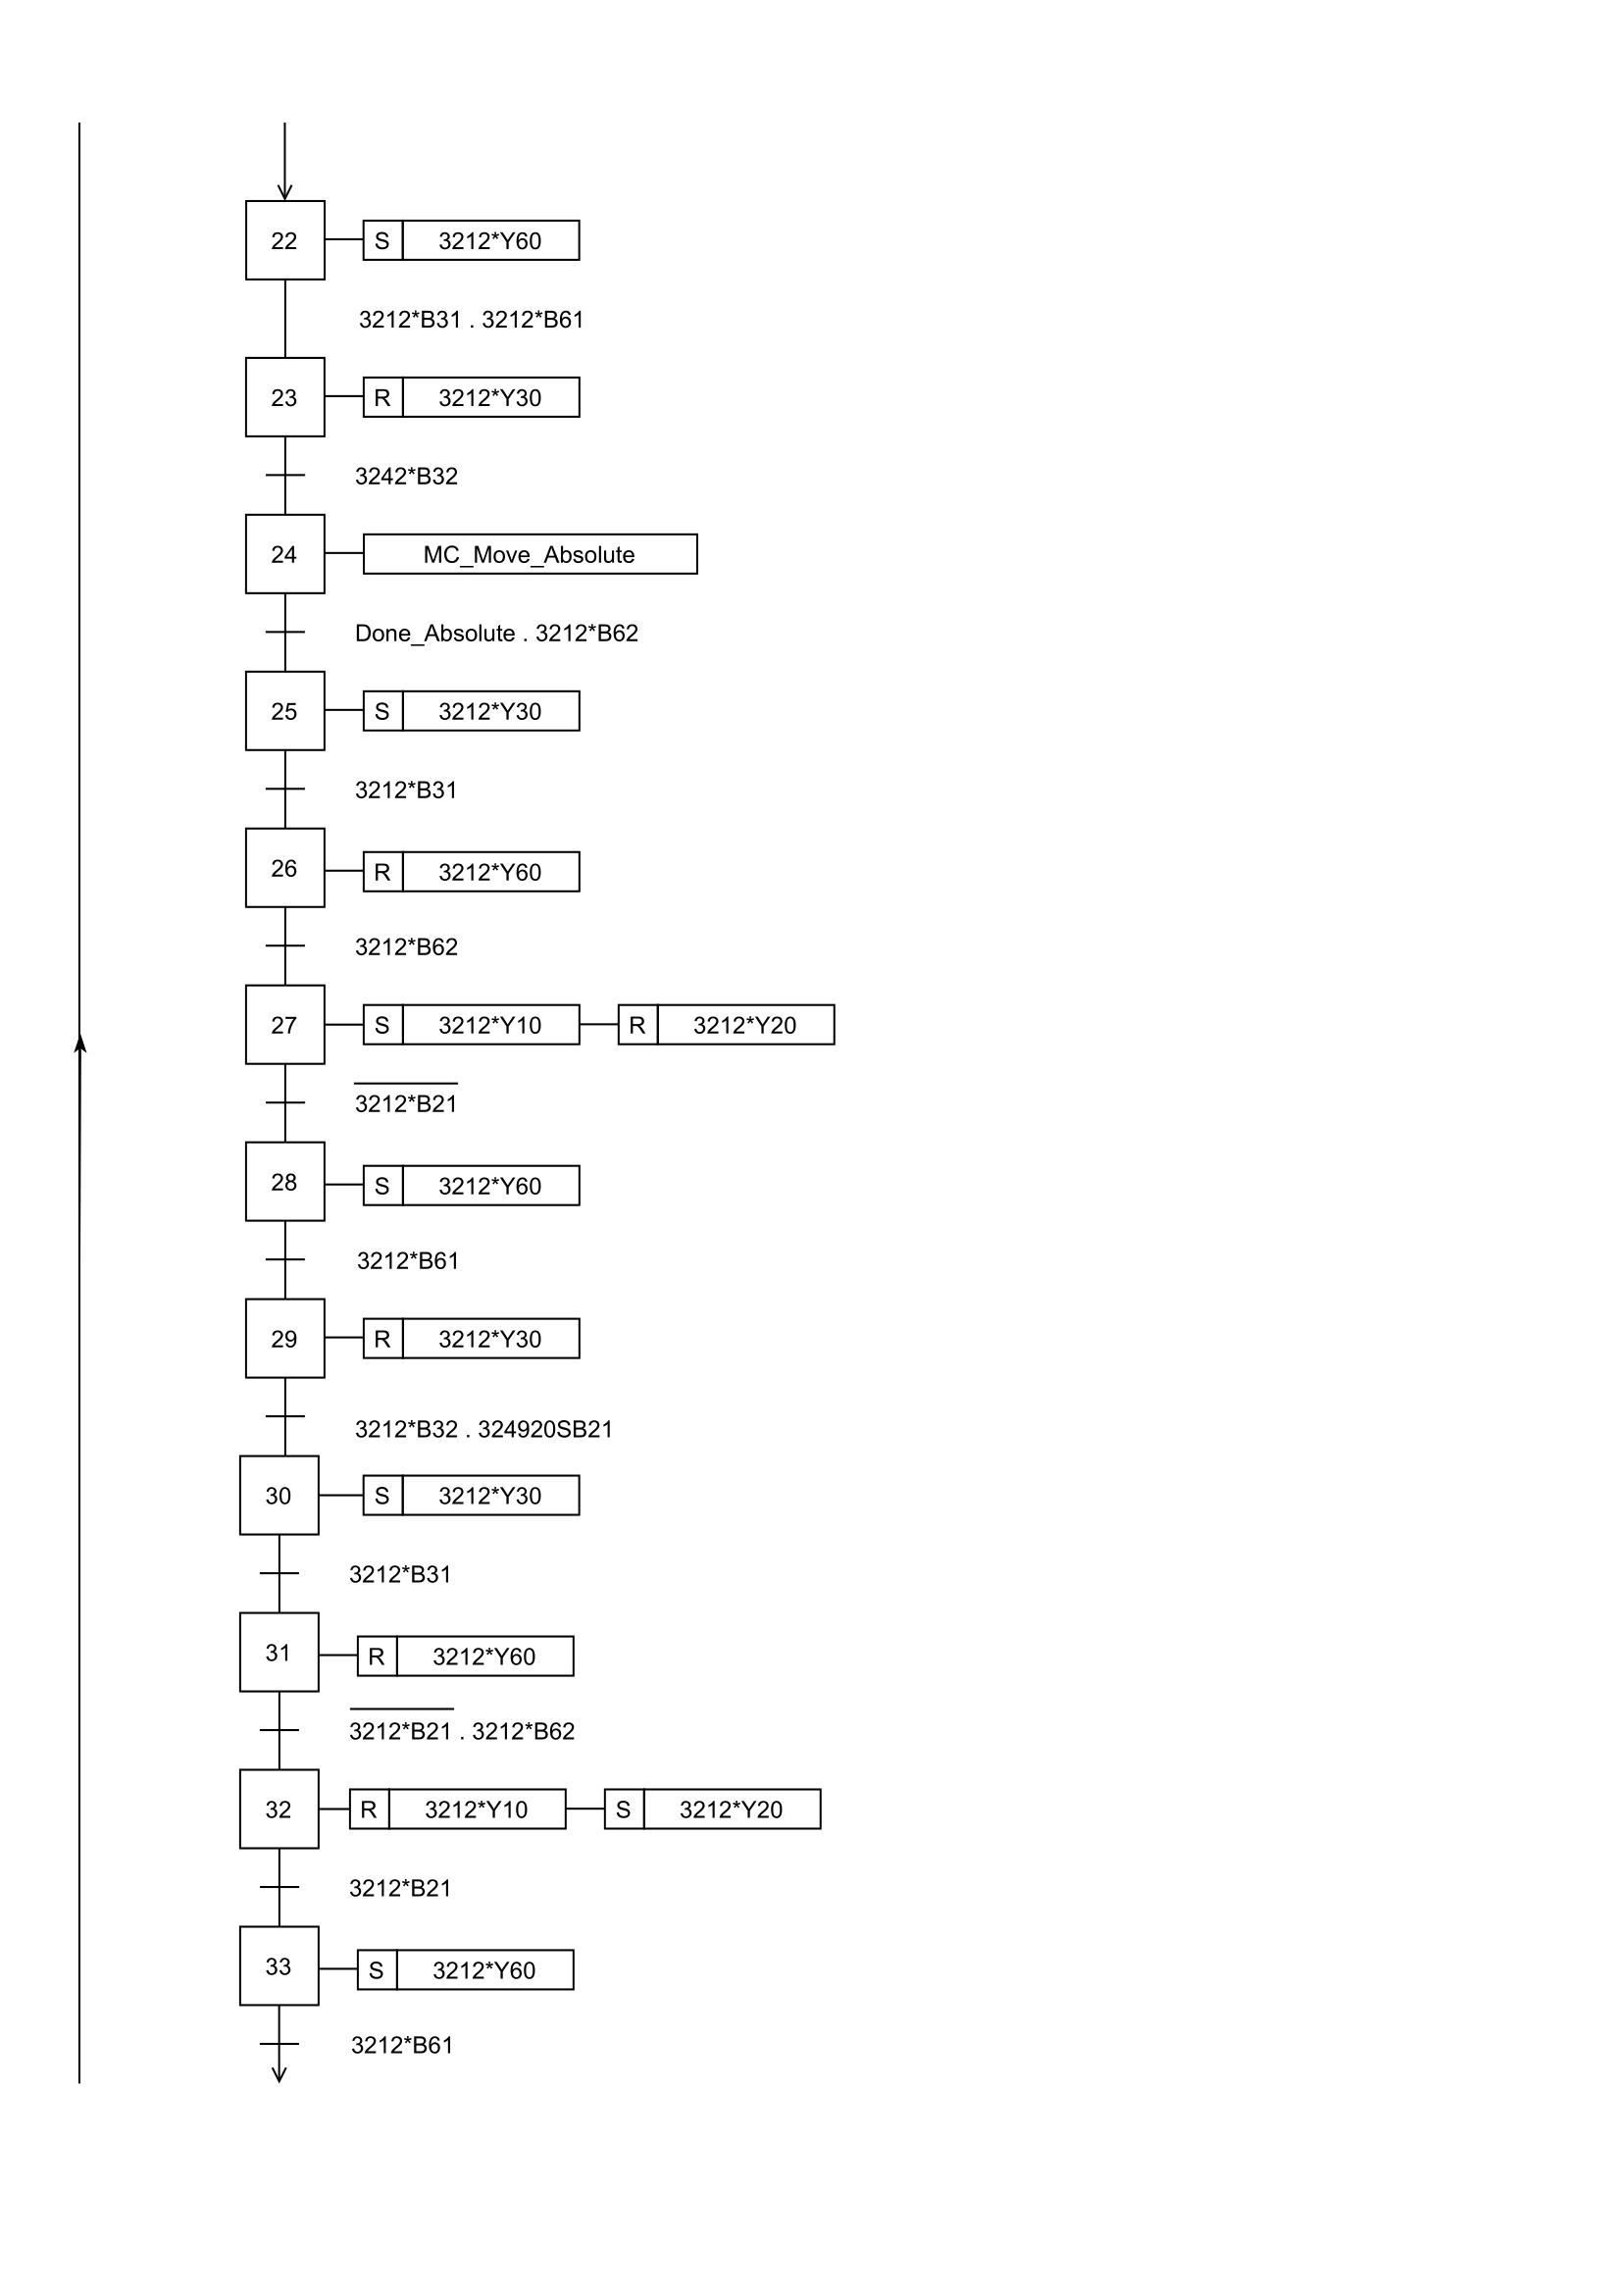 22 S 3212*Y60
3212*B31 . 3212*B61
23 R 3212*Y30
3242*B32
24 MC_Move_Absolute
Done_Absolute . 3212*B62
25 S 3212*Y30
3212*B31
26 R 3212*Y60
3212*B62
27 S 3212*Y10 R 3212*Y20
3212*B21
28 S 3212*Y60
3212*B61
29 R 3212*Y30
3212*B32 . 324920SB21
30 S 3212*Y30
3212*B31
31 R 3212*Y60
3212*B21 . 3212*B62
32 R 3212*Y10 S 3212*Y20
3212*B21
33 S 3212*Y60
3212*B61